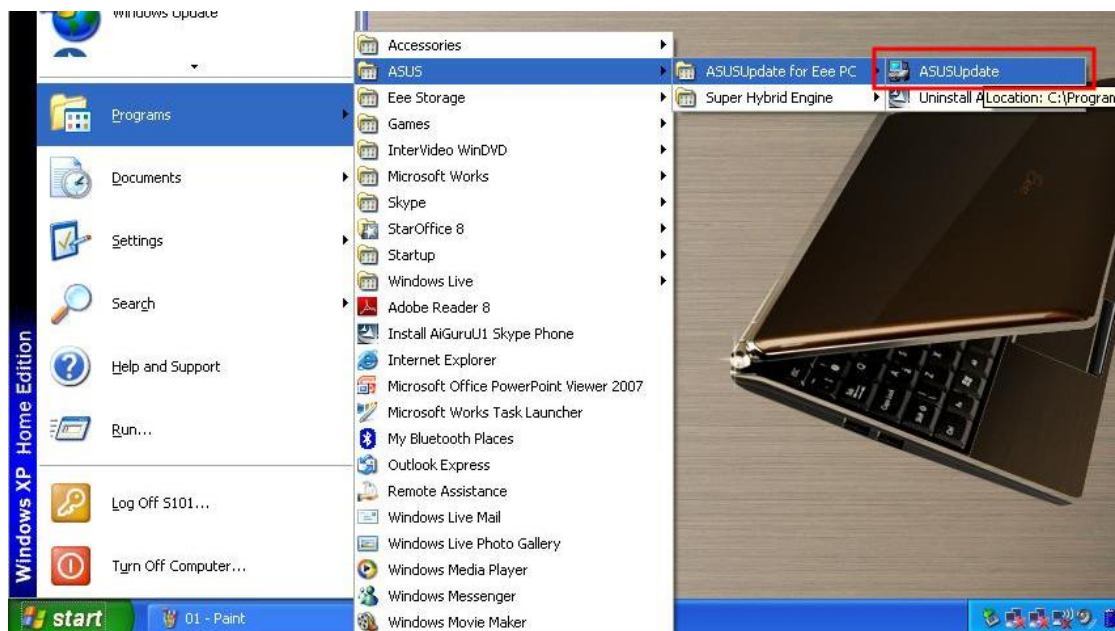 Windows Update
Programs
Documents
Settings
Search
Help and Support
Run...
Log Off S101...
Turn Off Computer...
Windows XP Home Edition
Accessories
ASUS
Eee Storage
Games
InterVideo WinDVD
Microsoft Works
Skype
StarOffice 8
Startup
Windows Live
Adobe Reader 8
Install AiGuruU1 Skype Phone
Internet Explorer
Microsoft Office PowerPoint Viewer 2007
Microsoft Works Task Launcher
My Bluetooth Places
Outlook Express
Remote Assistance
Windows Live Mail
Windows Live Photo Gallery
Windows Media Player
Windows Messenger
Windows Movie Maker
ASUSUpdate for Eee PC
Super Hybrid Engine
ASUSUpdate
Uninstall A
Location: C:\Program
Eee
start
01 - Paint